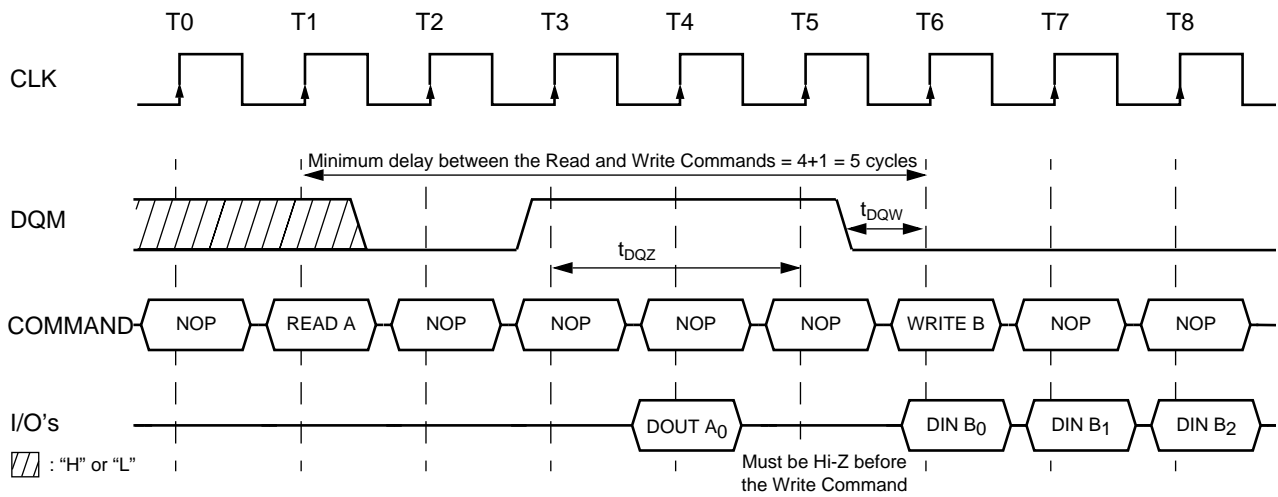 T0 T1 T2 T3 T4 T5 T6 T7 T8
CLK
Minimum delay between the Read and Write Commands = 4+1 = 5 cycles
DQM
tDQW
tDQZ
COMMAND NOP READ A NOP NOP NOP NOP WRITE B NOP NOP
I/O's DOUT A0 DIN B0 DIN B1 DIN B2
: “H” or “L”
Must be Hi-Z before
the Write Command